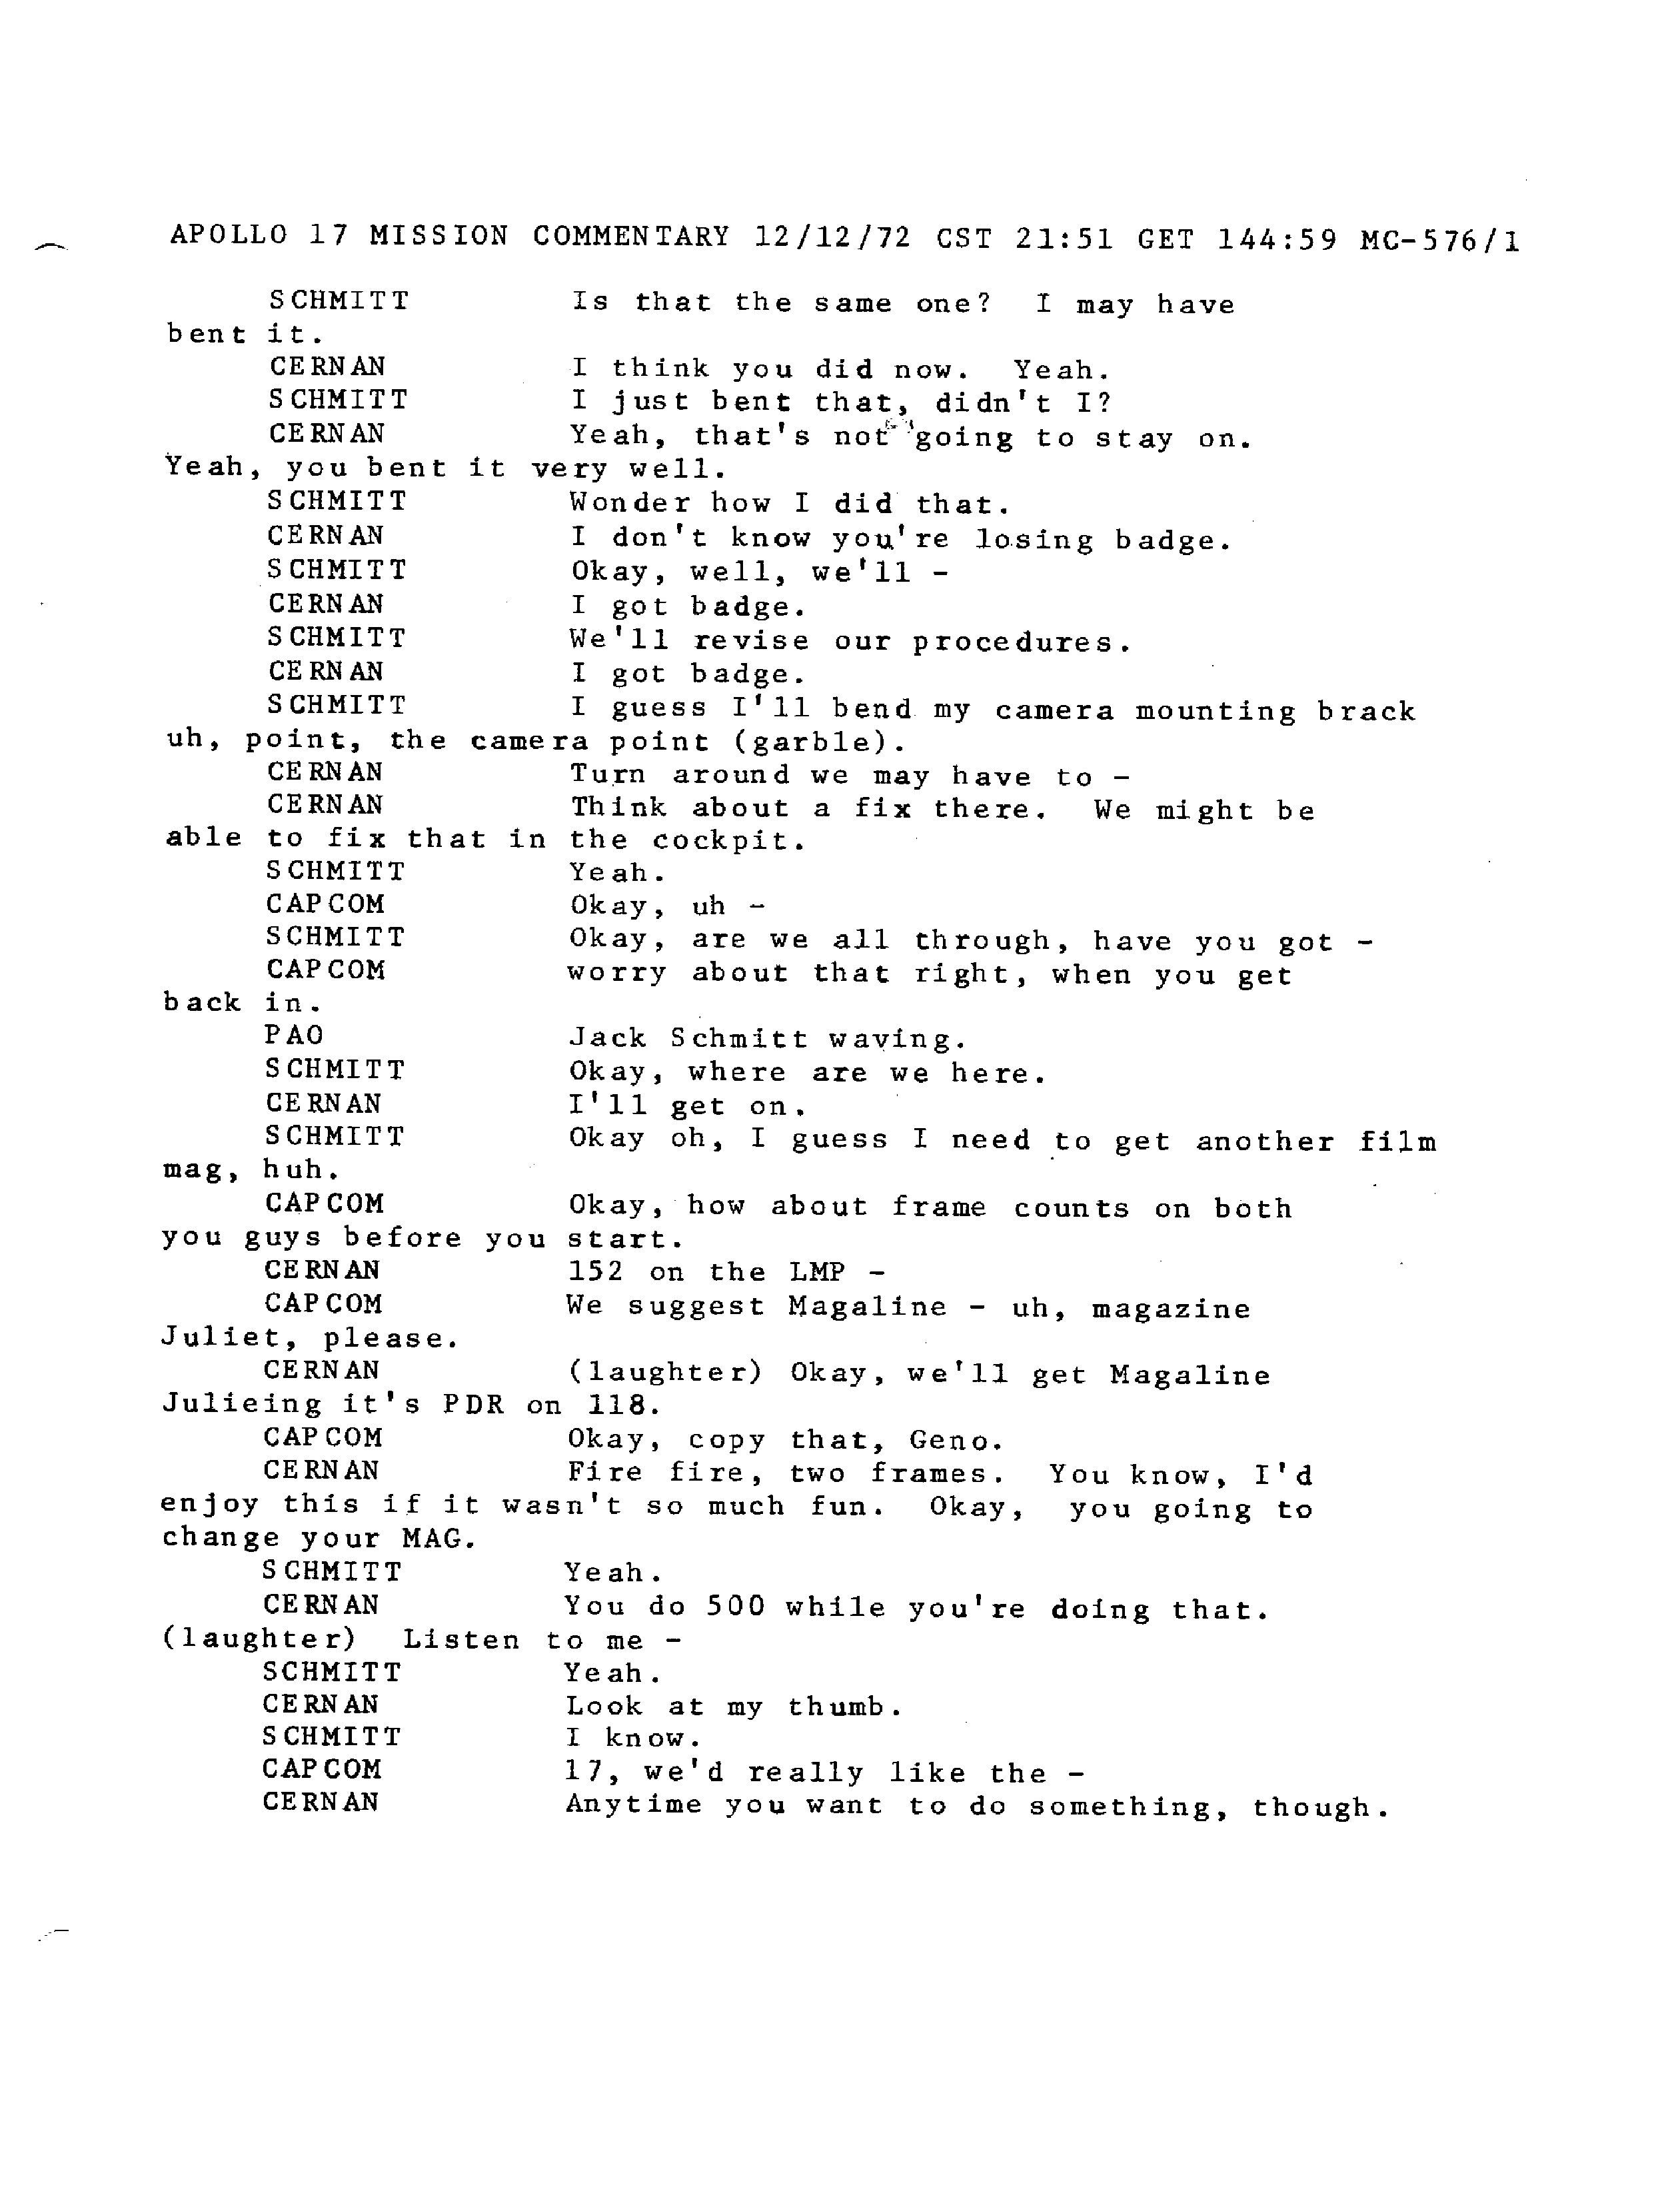 APOLLO 17 MISSION COMMENTARY 12/12/72 CST 21:51 GET 144:59 MC-576/1
SCHMITT Is that the same one? I may have
bent it.
CERNAN I think you did now. Yeah.
SCHMITT I just bent that, didn't I?
CERNAN Yeah, that's not going to stay on.
Yeah, you bent it very well.
SCHMITT Wonder how I did that.
CERNAN I don't know you're losing badge.
SCHMITT Okay, well, we'll -
CERNAN I got badge.
SCHMITT We'll revise our procedures.
CERNAN I got badge.
SCHMITT I guess I'll bend my camera mounting brack
uh, point, the camera point (garble).
CERNAN Turn around we may have to -
CERNAN Think about a fix there. We might be
able to fix that in the cockpit.
SCHMITT Yeah.
CAPCOM Okay, uh -
SCHMITT Okay, are we all through, have you got -
CAPCOM worry about that right, when you get
back in.
PAO Jack Schmitt waving.
SCHMITT Okay, where are we here.
CERNAN I'll get on.
SCHMITT Okay oh, I guess I need to get another film
mag, huh.
CAPCOM Okay, how about frame counts on both
you guys before you start.
CERNAN 152 on the LMP -
CAPCOM We suggest Magaline - uh, magazine
Juliet, please.
CERNAN (laughter) Okay, we'll get Magaline
Julieing it's PDR on 118.
CAPCOM Okay, copy that, Geno.
CERNAN Fire fire, two frames. You know, I'd
enjoy this if it wasn't so much fun. Okay, you going to
change your MAG.
SCHMITT Yeah.
CERNAN You do 500 while you're doing that.
(laughter) Listen to me -
SCHMITT Yeah.
CERNAN Look at my thumb.
SCHMITT I know.
CAPCOM 17, we'd really like the -
CERNAN Anytime you want to do something, though.